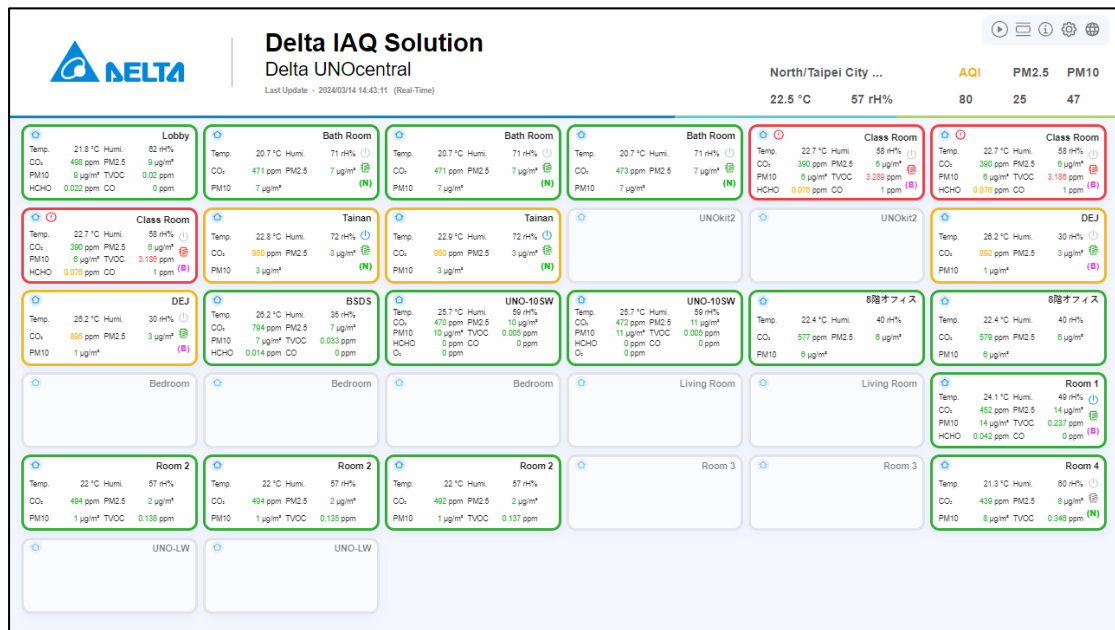 DELTA
Delta IAQ Solution
Delta UNOcentral
Last Update - 2024/03/14 14:43:11 (Real-Time)
North/Taipei City ... AQI PM2.5 PM10
22.5 °C 57 rH% 80 25 47
Lobby
Temp. 21.8 °C Humi. 62 rH%
CO₂ 498 ppm PM2.5 9 µg/m³
PM10 9 µg/m³ TVOC 0.02 ppm
HCHO 0.022 ppm CO 0 ppm
Bath Room
Temp. 20.7 °C Humi. 71 rH%
CO₂ 471 ppm PM2.5 7 µg/m³
PM10 7 µg/m³ (N)
Bath Room
Temp. 20.7 °C Humi. 71 rH%
CO₂ 471 ppm PM2.5 7 µg/m³
PM10 7 µg/m³ (N)
Bath Room
Temp. 20.7 °C Humi. 71 rH%
CO₂ 473 ppm PM2.5 7 µg/m³
PM10 7 µg/m³ (N)
Class Room
Temp. 22.7 °C Humi. 58 rH%
CO₂ 390 ppm PM2.5 6 µg/m³
PM10 6 µg/m³ TVOC 3.289 ppm
HCHO 0.076 ppm CO 1 ppm (B)
Class Room
Temp. 22.7 °C Humi. 58 rH%
CO₂ 390 ppm PM2.5 6 µg/m³
PM10 6 µg/m³ TVOC 3.186 ppm
HCHO 0.076 ppm CO 1 ppm (B)
Class Room
Temp. 22.7 °C Humi. 58 rH%
CO₂ 390 ppm PM2.5 6 µg/m³
PM10 6 µg/m³ TVOC 3.186 ppm
HCHO 0.076 ppm CO 1 ppm (B)
Tainan
Temp. 22.8 °C Humi. 72 rH%
CO₂ 950 ppm PM2.5 3 µg/m³
PM10 3 µg/m³ (N)
Tainan
Temp. 22.9 °C Humi. 72 rH%
CO₂ 950 ppm PM2.5 3 µg/m³
PM10 3 µg/m³ (N)
UNOkit2
UNOkit2
DEJ
Temp. 26.2 °C Humi. 30 rH%
CO₂ 892 ppm PM2.5 3 µg/m³
PM10 1 µg/m³ (B)
DEJ
Temp. 26.2 °C Humi. 30 rH%
CO₂ 895 ppm PM2.5 3 µg/m³
PM10 1 µg/m³ (B)
BSDS
Temp. 26.2 °C Humi. 35 rH%
CO₂ 794 ppm PM2.5 7 µg/m³
PM10 7 µg/m³ TVOC 0.033 ppm
HCHO 0.014 ppm CO 0 ppm
UNO-10SW
Temp. 25.7 °C Humi. 59 rH%
CO₂ 470 ppm PM2.5 10 µg/m³
PM10 10 µg/m³ TVOC 0.005 ppm
HCHO 0 ppm CO 0 ppm
O₃ 0 ppm
UNO-10SW
Temp. 25.7 °C Humi. 59 rH%
CO₂ 472 ppm PM2.5 11 µg/m³
PM10 11 µg/m³ TVOC 0.005 ppm
HCHO 0 ppm CO 0 ppm
O₃ 0 ppm
8階オフィス
Temp. 22.4 °C Humi. 40 rH%
CO₂ 577 ppm PM2.5 6 µg/m³
PM10 6 µg/m³
8階オフィス
Temp. 22.4 °C Humi. 40 rH%
CO₂ 579 ppm PM2.5 6 µg/m³
PM10 6 µg/m³
Bedroom
Bedroom
Bedroom
Living Room
Living Room
Room 1
Temp. 24.1 °C Humi. 49 rH%
CO₂ 452 ppm PM2.5 14 µg/m³
PM10 14 µg/m³ TVOC 0.237 ppm
HCHO 0.042 ppm CO 0 ppm (B)
Room 2
Temp. 22 °C Humi. 57 rH%
CO₂ 494 ppm PM2.5 2 µg/m³
PM10 1 µg/m³ TVOC 0.138 ppm
Room 2
Temp. 22 °C Humi. 57 rH%
CO₂ 494 ppm PM2.5 2 µg/m³
PM10 1 µg/m³ TVOC 0.135 ppm
Room 2
Temp. 22 °C Humi. 57 rH%
CO₂ 492 ppm PM2.5 2 µg/m³
PM10 1 µg/m³ TVOC 0.137 ppm
Room 3
Room 3
Room 4
Temp. 21.3 °C Humi. 60 rH%
CO₂ 439 ppm PM2.5 8 µg/m³
PM10 8 µg/m³ TVOC 0.346 ppm (N)
UNO-LW
UNO-LW